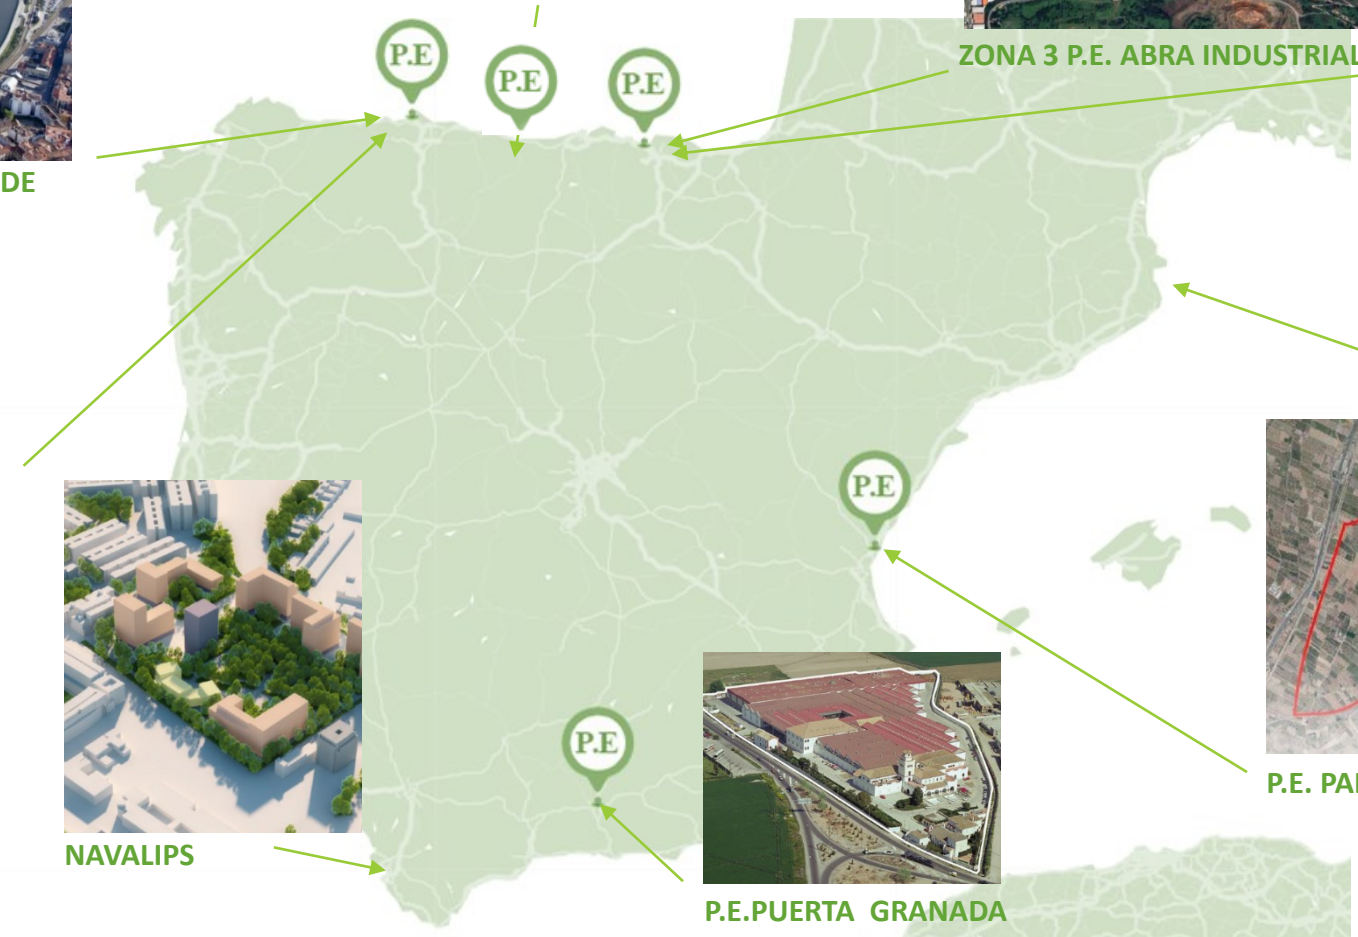 P.E
P.E
P.E
ZONA 3 P.E. ABRA INDUSTRIAL
DE
P.E
P.E
NAVALIPS
P.E.PUERTA GRANADA
P.E.